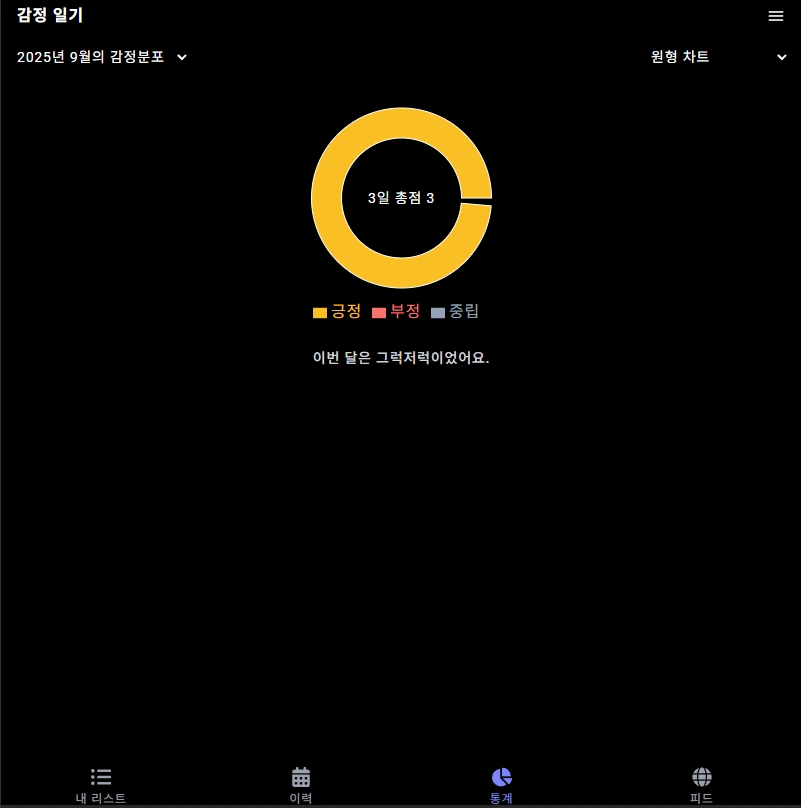 감정 일기
2025년 9월의 감정분포 원형 차트
3일 총점 3
긍정 부정 중립
이번 달은 그럭저럭이었어요.
내 리스트 이력 통계 피드